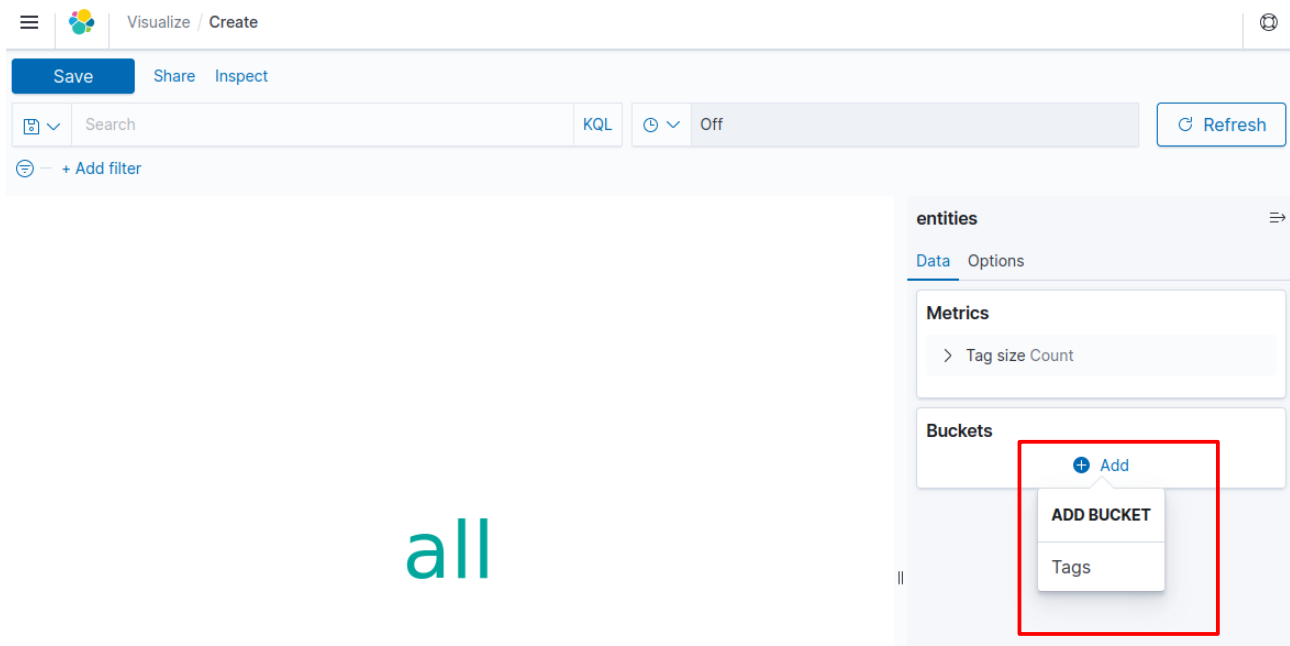 Visualize / Create
Save Share Inspect
Search KQL Off Refresh
+ Add filter
entities
Data Options
Metrics
Tag size Count
Buckets
Add
ADD BUCKET
all
Tags